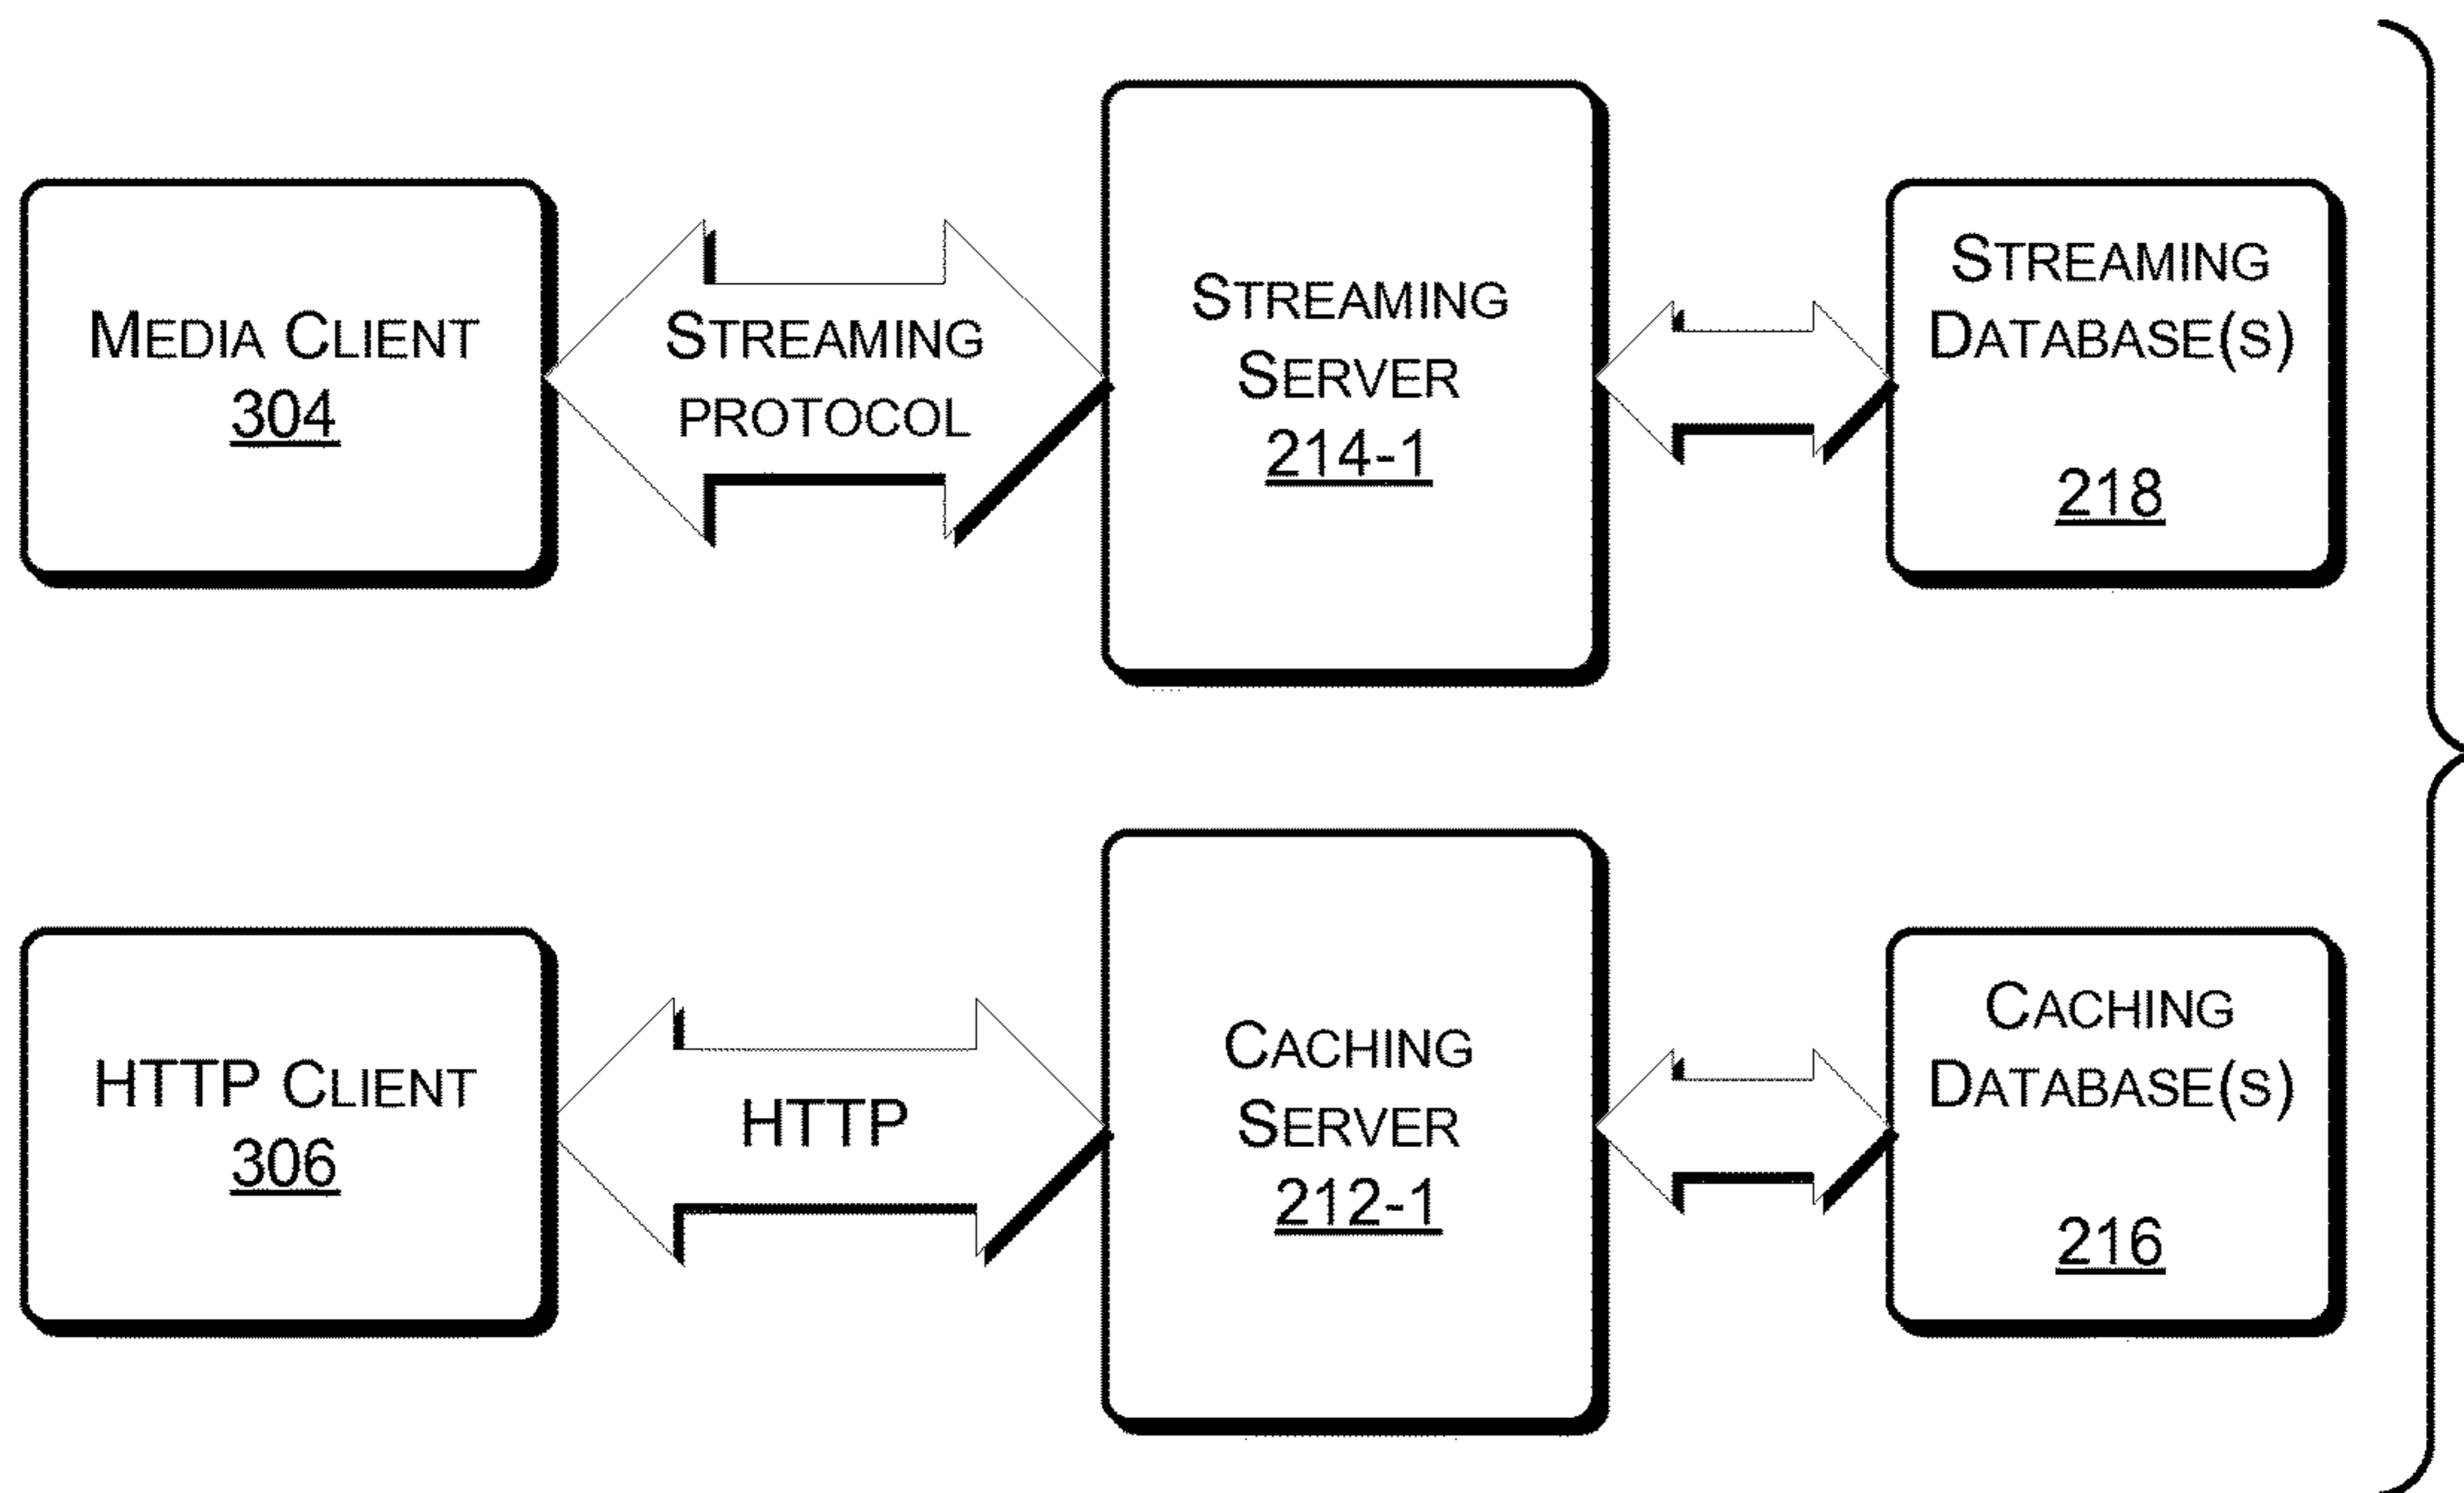 MEDIA CLIENT
304
STREAMING
PROTOCOL
STREAMING
SERVER
214-1
STREAMING
DATABASE(S)
218
HTTP CLIENT
306
HTTP
CACHING
SERVER
212-1
CACHING
DATABASE(S)
216